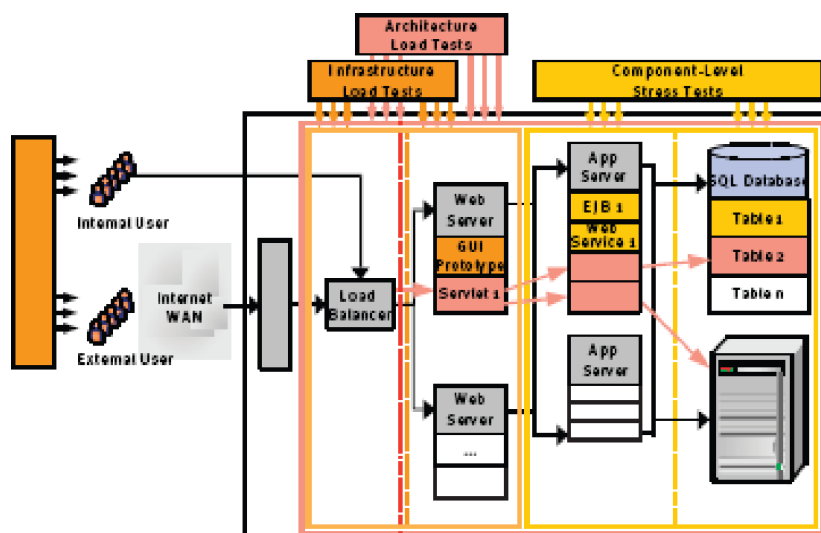 Architecture
Load Tests
Infrastructure
Load Tests
Component-Level
Stress Tests
Internal User
Internet
WAN
External User
Load
Balancer
Web
Server
GUI
Prototype
Servlet 1
Web
Server
...
App
Server
EJB 1
Web
Service 1
App
Server
SQL Database
Table 1
Table 2
Table n